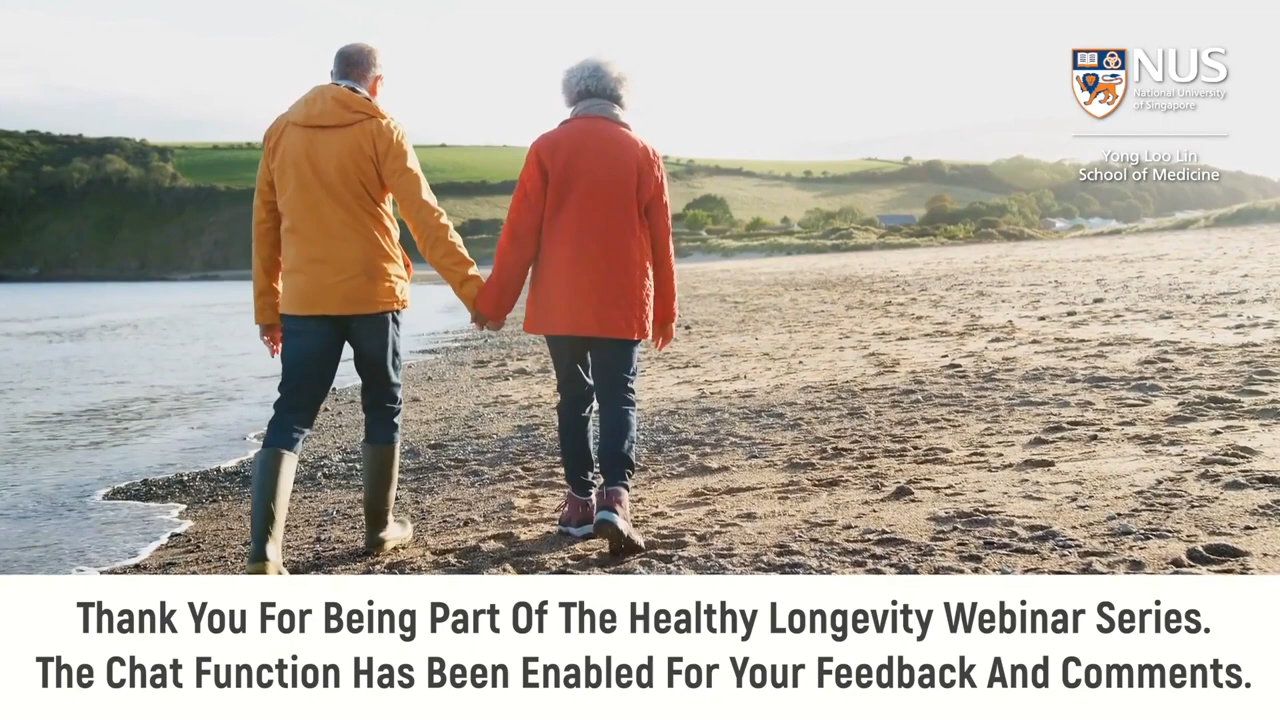 NUS
National University
of Singapore
Yong Loo Lin
School of Medicine
Thank You For Being Part Of The Healthy Longevity Webinar Series.
The Chat Function Has Been Enabled For Your Feedback And Comments.